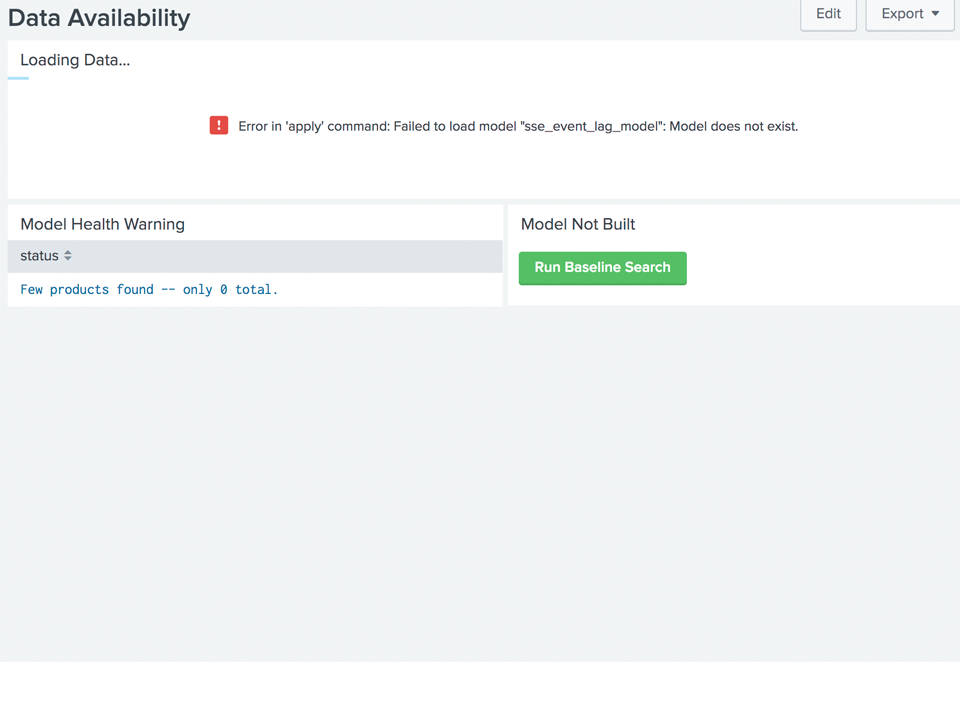 Data Availability
Edit
Export
Loading Data...
Error in 'apply' command: Failed to load model "sse_event_lag_model": Model does not exist.
Model Health Warning
Model Not Built
status
Run Baseline Search
Few products found -- only 0 total.